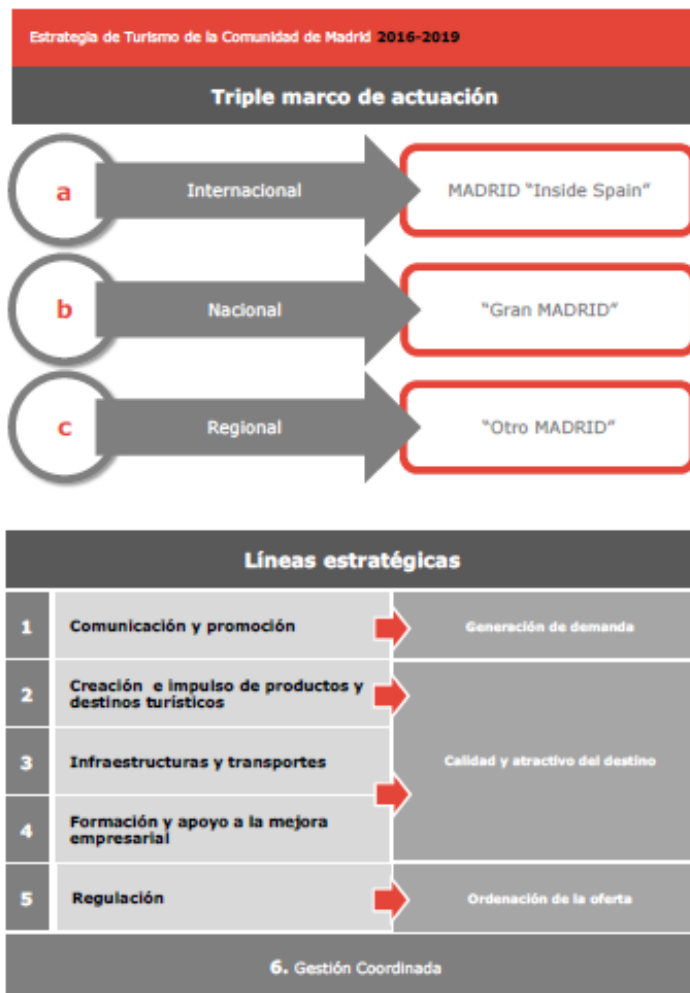 Estrategia de Turismo de la Comunidad de Madrid 2016-2019
Triple marco de actuación
a
Internacional
MADRID “Inside Spain”
b
Nacional
“Gran MADRID”
c
Regional
“Otro MADRID”
Líneas estratégicas
1
Comunicación y promoción
Generación de demanda
2
Creación e impulso de productos y
destinos turísticos
3
Infraestructuras y transportes
Calidad y atractivo del destino
4
Formación y apoyo a la mejora
empresarial
5
Regulación
Ordenación de la oferta
6. Gestión Coordinada